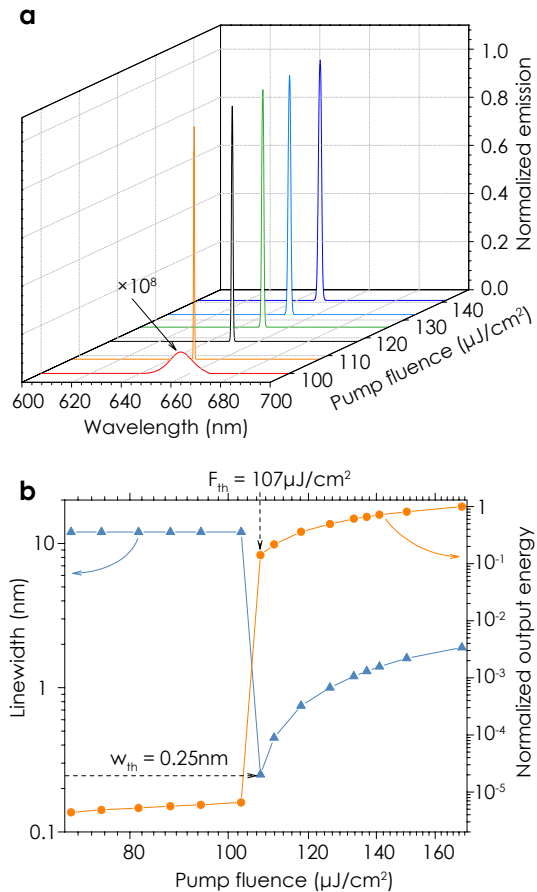 a
1.0
0.8
0.6
0.4
0.2
0.0
Normalized emission
×10⁸
140
130
120
110
100
Pump fluence (µJ/cm²)
600 620 640 660 680 700
Wavelength (nm)
F_th = 107µJ/cm²
b
10
1
0.1
Linewidth (nm)
w_th = 0.25nm
1
10⁻¹
10⁻²
10⁻³
10⁻⁴
10⁻⁵
Normalized output energy
80 100 120 140 160
Pump fluence (µJ/cm²)